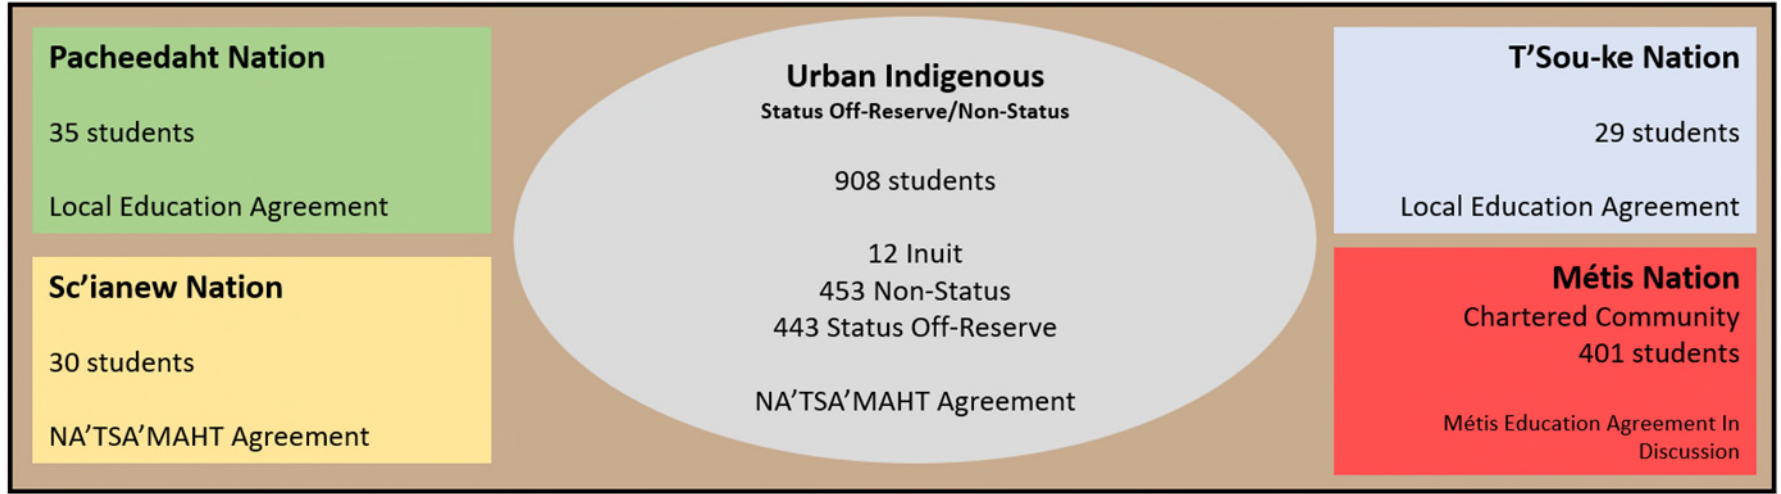 Pacheedaht Nation
35 students
Local Education Agreement
Sc’ianew Nation
30 students
NA’TSA’MAHT Agreement
Urban Indigenous
Status Off-Reserve/Non-Status
908 students
12 Inuit
453 Non-Status
443 Status Off-Reserve
NA’TSA’MAHT Agreement
T’Sou-ke Nation
29 students
Local Education Agreement
Métis Nation
Chartered Community
401 students
Métis Education Agreement In
Discussion